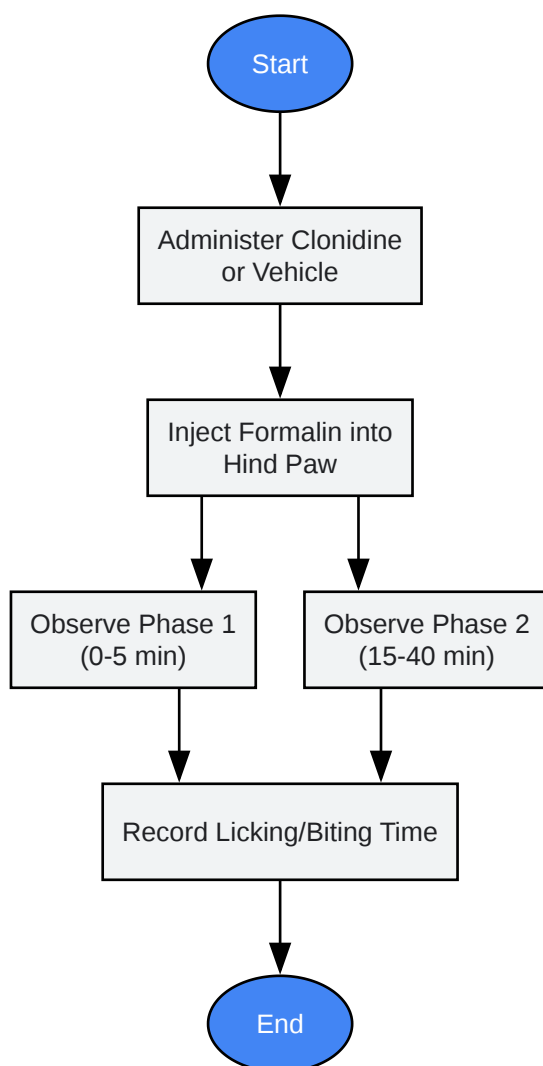 Start
Administer Clonidine
or Vehicle
Inject Formalin into
Hind Paw
Observe Phase 1
(0-5 min)
Observe Phase 2
(15-40 min)
Record Licking/Biting Time
End